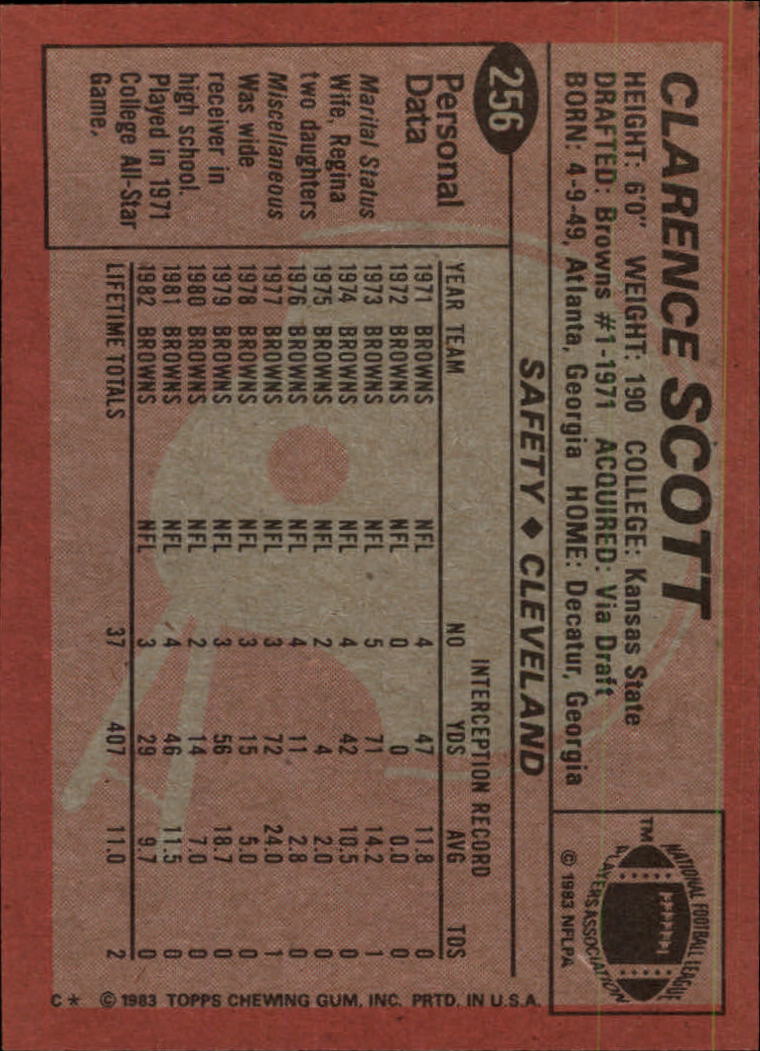 CLARENCE SCOTT
HEIGHT: 6'0" WEIGHT: 190 COLLEGE: Kansas State
DRAFTED: Browns #1-1971 ACQUIRED: Via Draft
BORN: 4-9-49, Atlanta, Georgia HOME: Decatur, Georgia
TM
NATIONAL FOOTBALL LEAGUE
PLAYERS ASSOCIATION
© 1983 NFLPA
256
SAFETY ◆ CLEVELAND
Personal
Data
Marital Status
Wife, Regina
two daughters
Miscellaneous
Was wide
receiver in
high school.
Played in 1971
College All-Star
Game.
INTERCEPTION RECORD
YEAR TEAM NO YDS AVG TDS
1971 BROWNS NFL 4 47 11.8 0
1972 BROWNS NFL 0 0 0.0 0
1973 BROWNS NFL 5 71 14.2 1
1974 BROWNS NFL 4 42 10.5 0
1975 BROWNS NFL 2 4 2.0 0
1976 BROWNS NFL 4 11 2.8 0
1977 BROWNS NFL 3 72 24.0 1
1978 BROWNS NFL 3 15 5.0 0
1979 BROWNS NFL 3 56 18.7 0
1980 BROWNS NFL 2 14 7.0 0
1981 BROWNS NFL 4 46 11.5 0
1982 BROWNS NFL 3 29 9.7 0
LIFETIME TOTALS 37 407 11.0 2
C* © 1983 TOPPS CHEWING GUM, INC. PRTD. IN U.S.A.